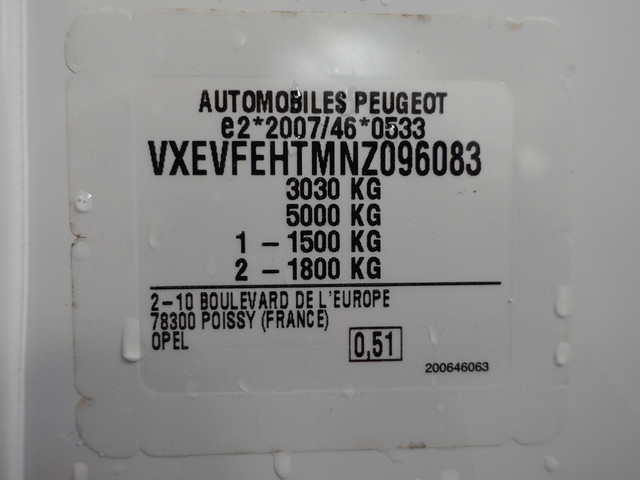 AUTOMOBILES PEUGEOT
e2*2007/46*0533
VXEVFEHTMNZ096083
3030 KG
5000 KG
1 - 1500 KG
2 - 1800 KG
2-10 BOULEVARD DE L'EUROPE
78300 POISSY (FRANCE)
OPEL
0,51
200646063